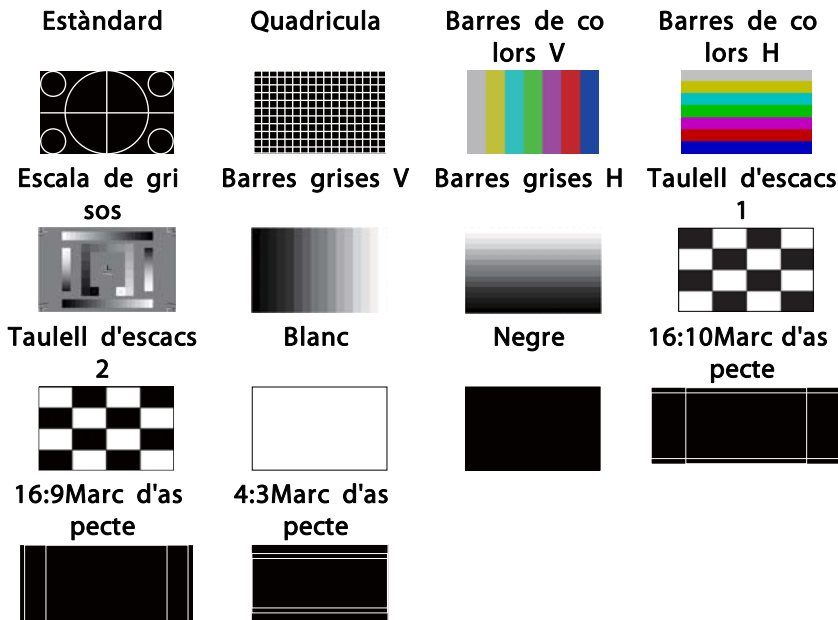 Estàndard
Quadricula
Barres de co
lors V
Barres de co
lors H
Escala de gri
sos
Barres grises V
Barres grises H
Taulell d'escacs
1
Taulell d'escacs
2
Blanc
Negre
16:10Marc d'as
pecte
16:9Marc d'as
pecte
4:3Marc d'as
pecte